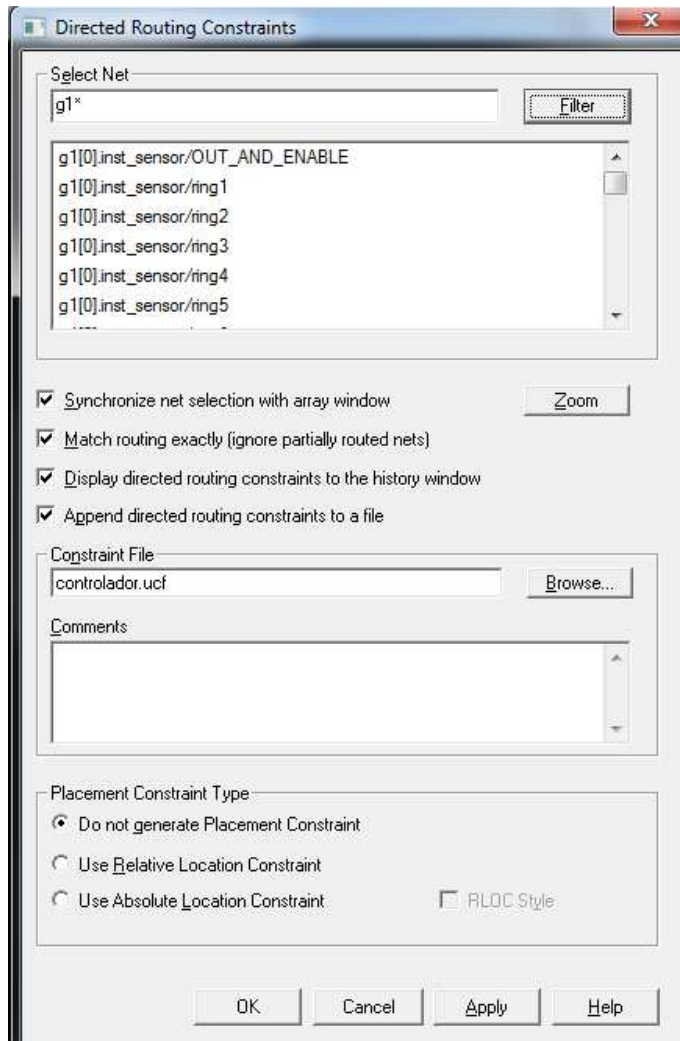 Directed Routing Constraints
Select Net
g1*
Filter
g1[0].inst_sensor/OUT_AND_ENABLE
g1[0].inst_sensor/ring1
g1[0].inst_sensor/ring2
g1[0].inst_sensor/ring3
g1[0].inst_sensor/ring4
g1[0].inst_sensor/ring5
Synchronize net selection with array window
Zoom
Match routing exactly (ignore partially routed nets)
Display directed routing constraints to the history window
Append directed routing constraints to a file
Constraint File
controlador.ucf
Browse...
Comments
Placement Constraint Type
Do not generate Placement Constraint
Use Relative Location Constraint
Use Absolute Location Constraint
RLOC Style
OK
Cancel
Apply
Help